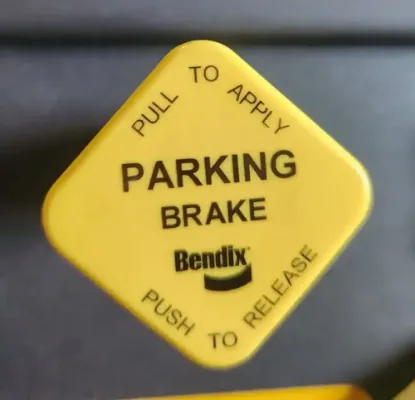 PULL TO APPLY
PARKING
BRAKE
Bendix
PUSH TO RELEASE